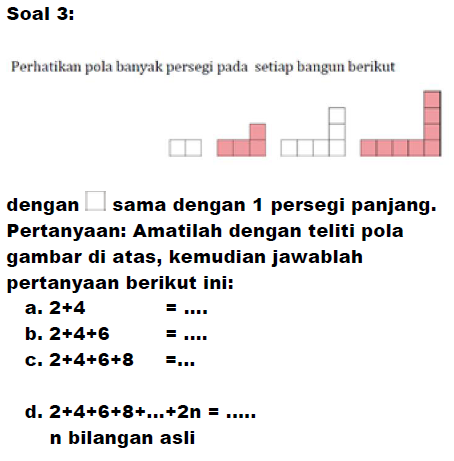 Soal 3:
Perhatikan pola banyak persegi pada setiap bangun berikut
dengan sama dengan 1 persegi panjang.
Pertanyaan: Amatilah dengan teliti pola
gambar di atas, kemudian jawablah
pertanyaan berikut ini:
a. 2+4 = ....
b. 2+4+6 = ....
c. 2+4+6+8 =...
d. 2+4+6+8+...+2n = .....
n bilangan asli